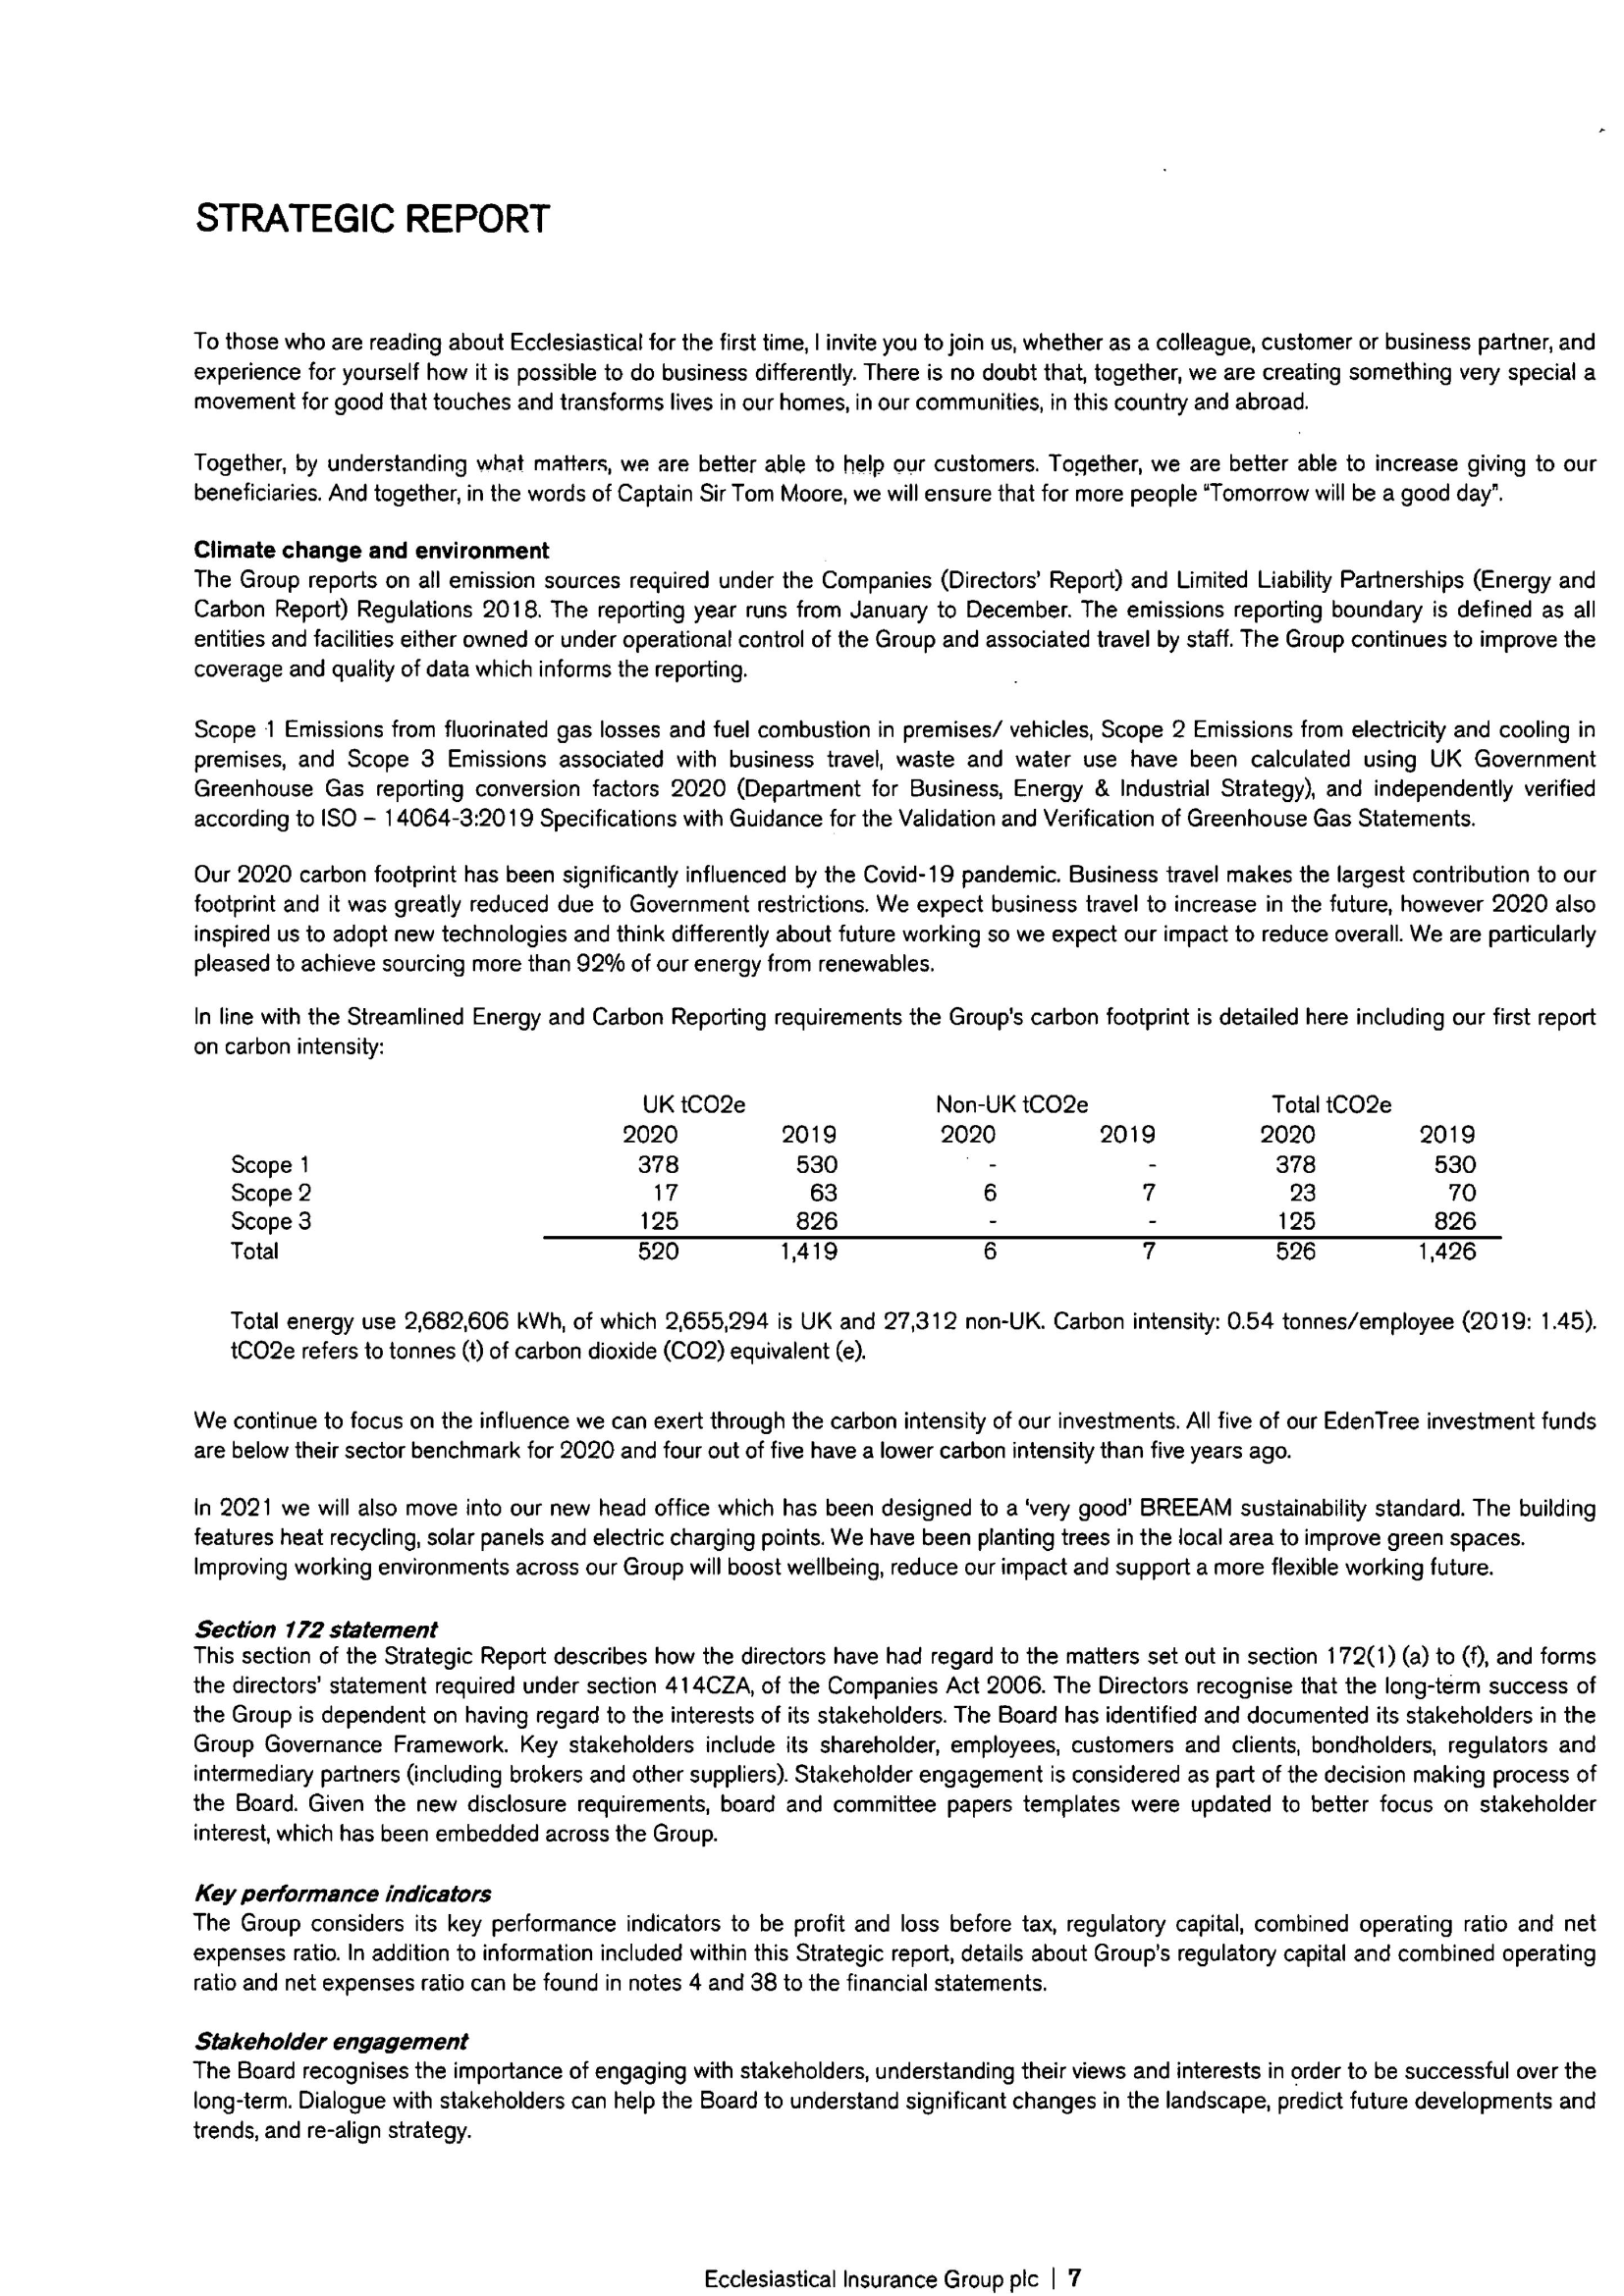 STRATEGIC REPORT
To those who are reading about Ecclesiastical for the first time, I invite you to join us, whether as a colleague, customer or business partner, and
experience for yourself how it is possible to do business differently. There is no doubt that, together, we are creating something very special a
movement for good that touches and transforms lives in our homes, in our communities, in this country and abroad.
Together, by understanding what matters, we are better able to help our customers. Together, we are better able to increase giving to our
beneficiaries. And together, in the words of Captain Sir Tom Moore, we will ensure that for more people "Tomorrow will be a good day".
Climate change and environment
The Group reports on all emission sources required under the Companies (Directors' Report) and Limited Liability Partnerships (Energy and
Carbon Report) Regulations 2018. The reporting year runs from January to December. The emissions reporting boundary is defined as all
entities and facilities either owned or under operational control of the Group and associated travel by staff. The Group continues to improve the
coverage and quality of data which informs the reporting.
Scope 1 Emissions from fluorinated gas losses and fuel combustion in premises/ vehicles, Scope 2 Emissions from electricity and cooling in
premises, and Scope 3 Emissions associated with business travel, waste and water use have been calculated using UK Government
Greenhouse Gas reporting conversion factors 2020 (Department for Business, Energy & Industrial Strategy), and independently verified
according to ISO – 14064-3:2019 Specifications with Guidance for the Validation and Verification of Greenhouse Gas Statements.
Our 2020 carbon footprint has been significantly influenced by the Covid-19 pandemic. Business travel makes the largest contribution to our
footprint and it was greatly reduced due to Government restrictions. We expect business travel to increase in the future, however 2020 also
inspired us to adopt new technologies and think differently about future working so we expect our impact to reduce overall. We are particularly
pleased to achieve sourcing more than 92% of our energy from renewables.
In line with the Streamlined Energy and Carbon Reporting requirements the Group's carbon footprint is detailed here including our first report
on carbon intensity:
UK tCO2e Non-UK tCO2e Total tCO2e
2020 2019 2020 2019 2020 2019
Scope 1 378 530 - - 378 530
Scope 2 17 63 6 7 23 70
Scope 3 125 826 - - 125 826
Total 520 1,419 6 7 526 1,426
Total energy use 2,682,606 kWh, of which 2,655,294 is UK and 27,312 non-UK. Carbon intensity: 0.54 tonnes/employee (2019: 1.45).
tCO2e refers to tonnes (t) of carbon dioxide (CO2) equivalent (e).
We continue to focus on the influence we can exert through the carbon intensity of our investments. All five of our EdenTree investment funds
are below their sector benchmark for 2020 and four out of five have a lower carbon intensity than five years ago.
In 2021 we will also move into our new head office which has been designed to a 'very good' BREEAM sustainability standard. The building
features heat recycling, solar panels and electric charging points. We have been planting trees in the local area to improve green spaces.
Improving working environments across our Group will boost wellbeing, reduce our impact and support a more flexible working future.
Section 172 statement
This section of the Strategic Report describes how the directors have had regard to the matters set out in section 172(1) (a) to (f), and forms
the directors' statement required under section 414CZA, of the Companies Act 2006. The Directors recognise that the long-term success of
the Group is dependent on having regard to the interests of its stakeholders. The Board has identified and documented its stakeholders in the
Group Governance Framework. Key stakeholders include its shareholder, employees, customers and clients, bondholders, regulators and
intermediary partners (including brokers and other suppliers). Stakeholder engagement is considered as part of the decision making process of
the Board. Given the new disclosure requirements, board and committee papers templates were updated to better focus on stakeholder
interest, which has been embedded across the Group.
Key performance indicators
The Group considers its key performance indicators to be profit and loss before tax, regulatory capital, combined operating ratio and net
expenses ratio. In addition to information included within this Strategic report, details about Group's regulatory capital and combined operating
ratio and net expenses ratio can be found in notes 4 and 38 to the financial statements.
Stakeholder engagement
The Board recognises the importance of engaging with stakeholders, understanding their views and interests in order to be successful over the
long-term. Dialogue with stakeholders can help the Board to understand significant changes in the landscape, predict future developments and
trends, and re-align strategy.
Ecclesiastical Insurance Group plc | 7